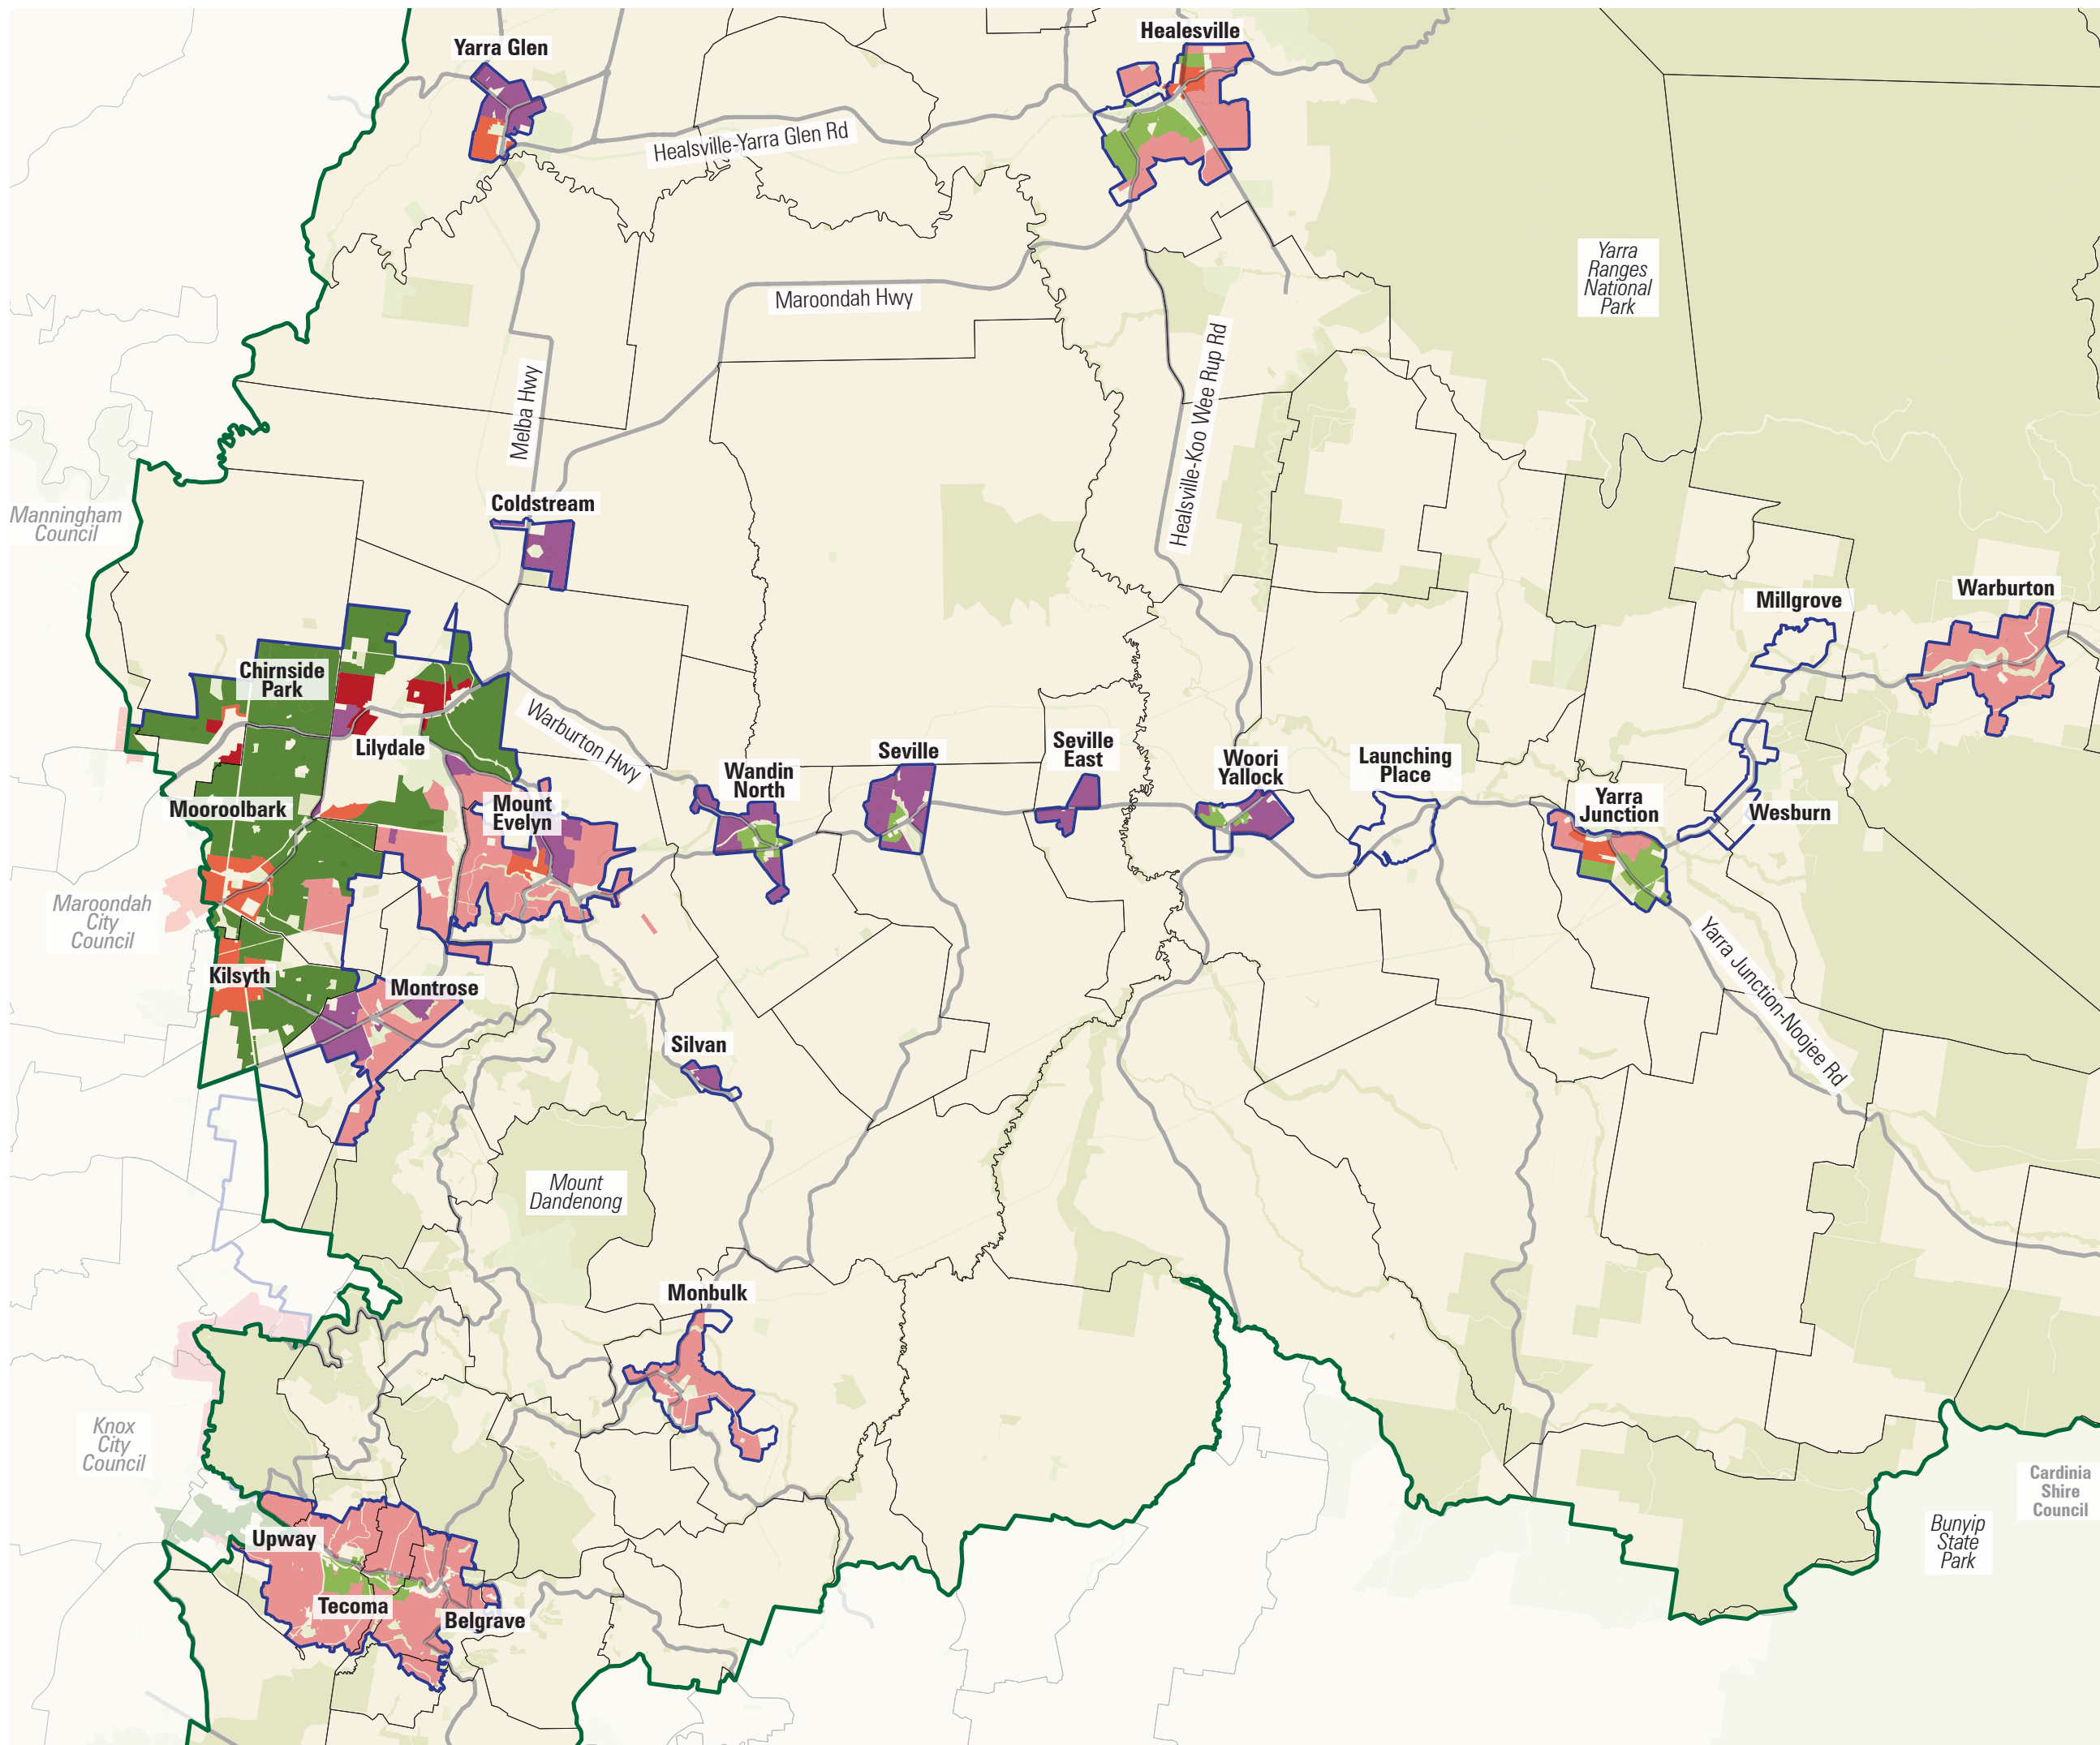 Yarra Glen
Healesville
Healsville-Yarra Glen Rd
Yarra
Ranges
National
Park
Maroondah Hwy
Melba Hwy
Healsville-Koo Wee Rup Rd
Coldstream
Manningham
Council
Millgrove
Warburton
Chirnside
Park
Warburton Hwy
Lilydale
Seville
Seville
East
Woori
Yallock
Launching
Place
Wandin
North
Mooroolbark
Mount
Evelyn
Yarra
Junction
Wesburn
Maroondah
City
Council
Kilsyth
Montrose
Yarra Junction-Noojee Rd
Silvan
Mount
Dandenong
Monbulk
Knox
City
Council
Cardinia
Shire
Council
Bunyip
State
Park
Upway
Tecoma
Belgrave